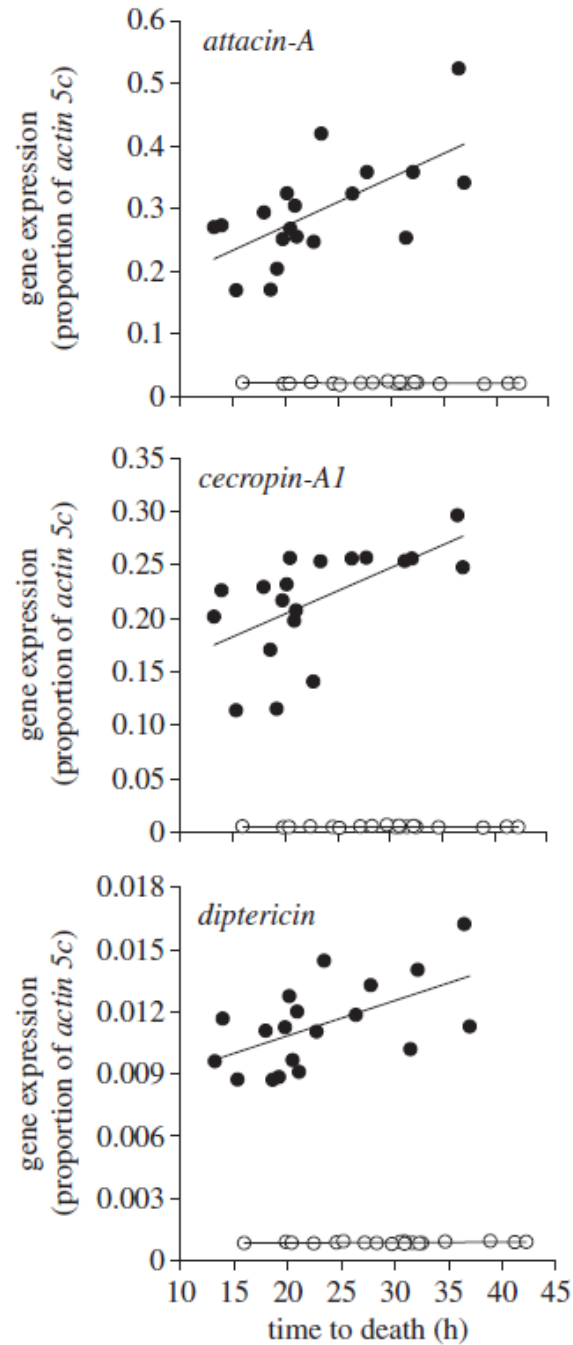 attacin-A
gene expression
(proportion of actin 5c)
0.6
0.5
0.4
0.3
0.2
0.1
0
cecropin-A1
gene expression
(proportion of actin 5c)
0.35
0.30
0.25
0.20
0.15
0.10
0.05
0
diptericin
gene expression
(proportion of actin 5c)
0.018
0.015
0.012
0.009
0.006
0.003
0
10 15 20 25 30 35 40 45
time to death (h)